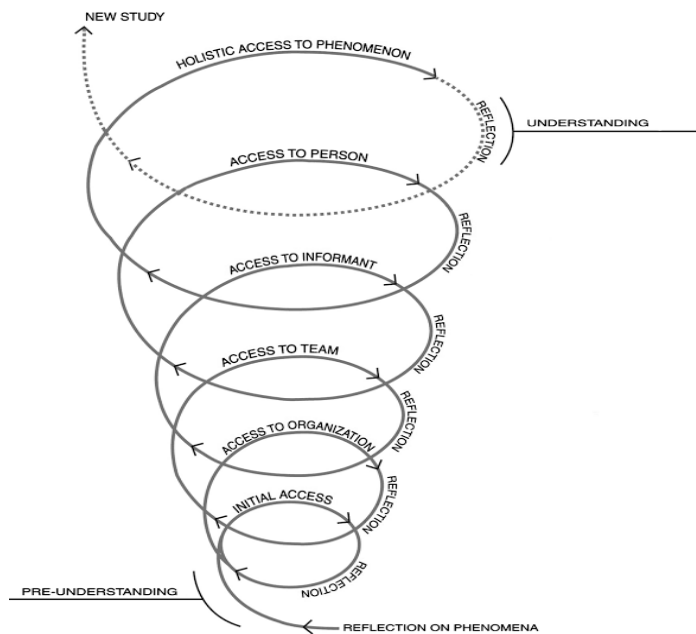 NEW STUDY
HOLISTIC ACCESS TO PHENOMENON
REFLECTION
UNDERSTANDING
ACCESS TO PERSON
REFLECTION
ACCESS TO INFORMANT
REFLECTION
ACCESS TO TEAM
REFLECTION
ACCESS TO ORGANIZATION
REFLECTION
INITIAL ACCESS
REFLECTION
PRE-UNDERSTANDING
REFLECTION ON PHENOMENA